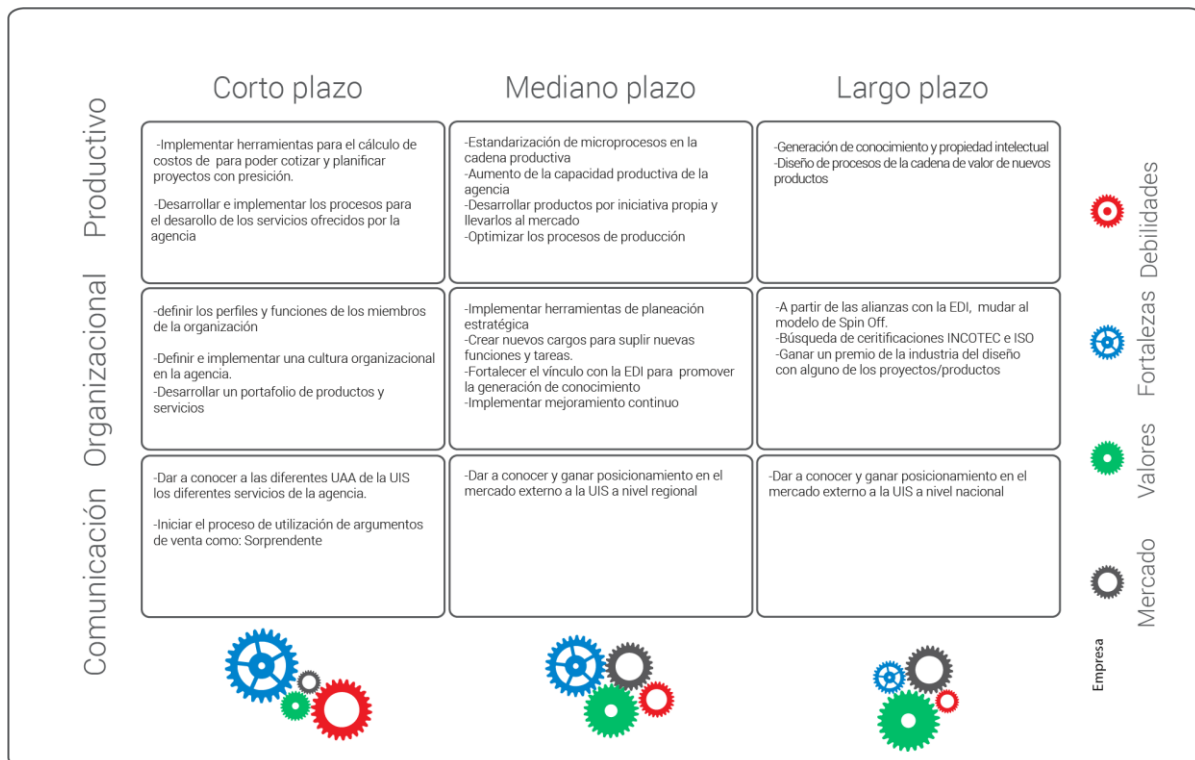 Corto plazo
Mediano plazo
Largo plazo
Productivo
-Implementar herramientas para el cálculo de
costos de  para poder cotizar y planificar
proyectos con presición.
-Desarrollar e implementar los procesos para
el desarollo de los servicios ofrecidos por la
agencia
-Estandarización de microprocesos en la
cadena productiva
-Aumento de la capacidad productiva de la
agencia
-Desarrollar productos por iniciativa propia y
llevarlos al mercado
-Optimizar los procesos de producción
-Generación de conocimiento y propiedad intelectual
-Diseño de procesos de la cadena de valor de nuevos
productos
Organizacional
-definir los perfiles y funciones de los miembros
de la organización
-Definir e implementar una cultura organizacional
en la agencia.
-Desarrollar un portafolio de productos y
servicios
-Implementar herramientas de planeación
estratégica
-Crear nuevos cargos para suplir nuevas
funciones y tareas.
-Fortalecer el vínculo con la EDI para  promover
la generación de conocimiento
-Implementar mejoramiento continuo
-A partir de las alianzas con la EDI,  mudar al
modelo de Spin Off.
-Búsqueda de ceritificaciones INCOTEC e ISO
-Ganar un premio de la industria del diseño
con alguno de los proyectos/productos
Comunicación
-Dar a conocer a las diferentes UAA de la UIS
los diferentes servicios de la agencia.
-Iniciar el proceso de utilización de argumentos
de venta como: Sorprendente
-Dar a conocer y ganar posicionamiento en el
mercado externo a la UIS a nivel regional
-Dar a conocer y ganar posicionamiento en el
mercado externo a la UIS a nivel nacional
Debilidades
Fortalezas
Valores
Mercado
Empresa